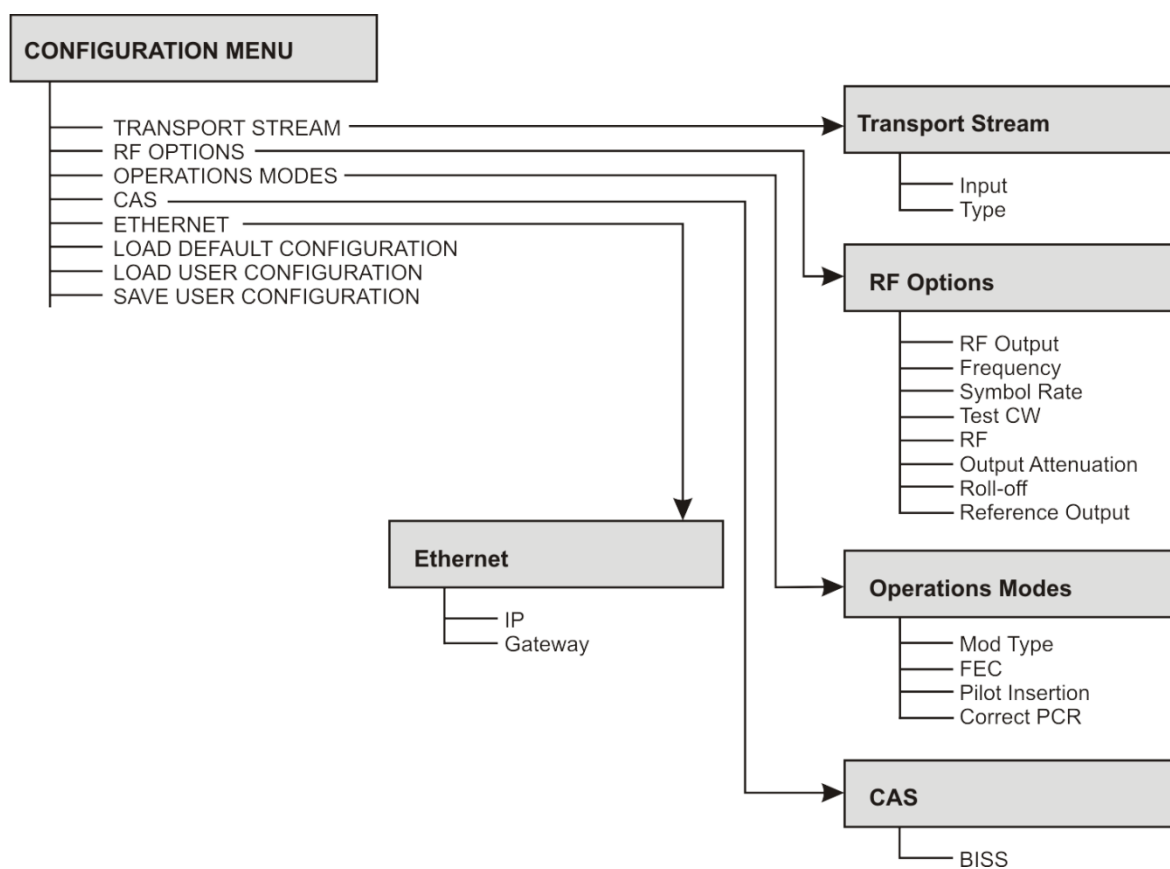 CONFIGURATION MENU
TRANSPORT STREAM
RF OPTIONS
OPERATIONS MODES
CAS
ETHERNET
LOAD DEFAULT CONFIGURATION
LOAD USER CONFIGURATION
SAVE USER CONFIGURATION
Transport Stream
Input
Type
RF Options
RF Output
Frequency
Symbol Rate
Test CW
RF
Output Attenuation
Roll-off
Reference Output
Ethernet
IP
Gateway
Operations Modes
Mod Type
FEC
Pilot Insertion
Correct PCR
CAS
BISS